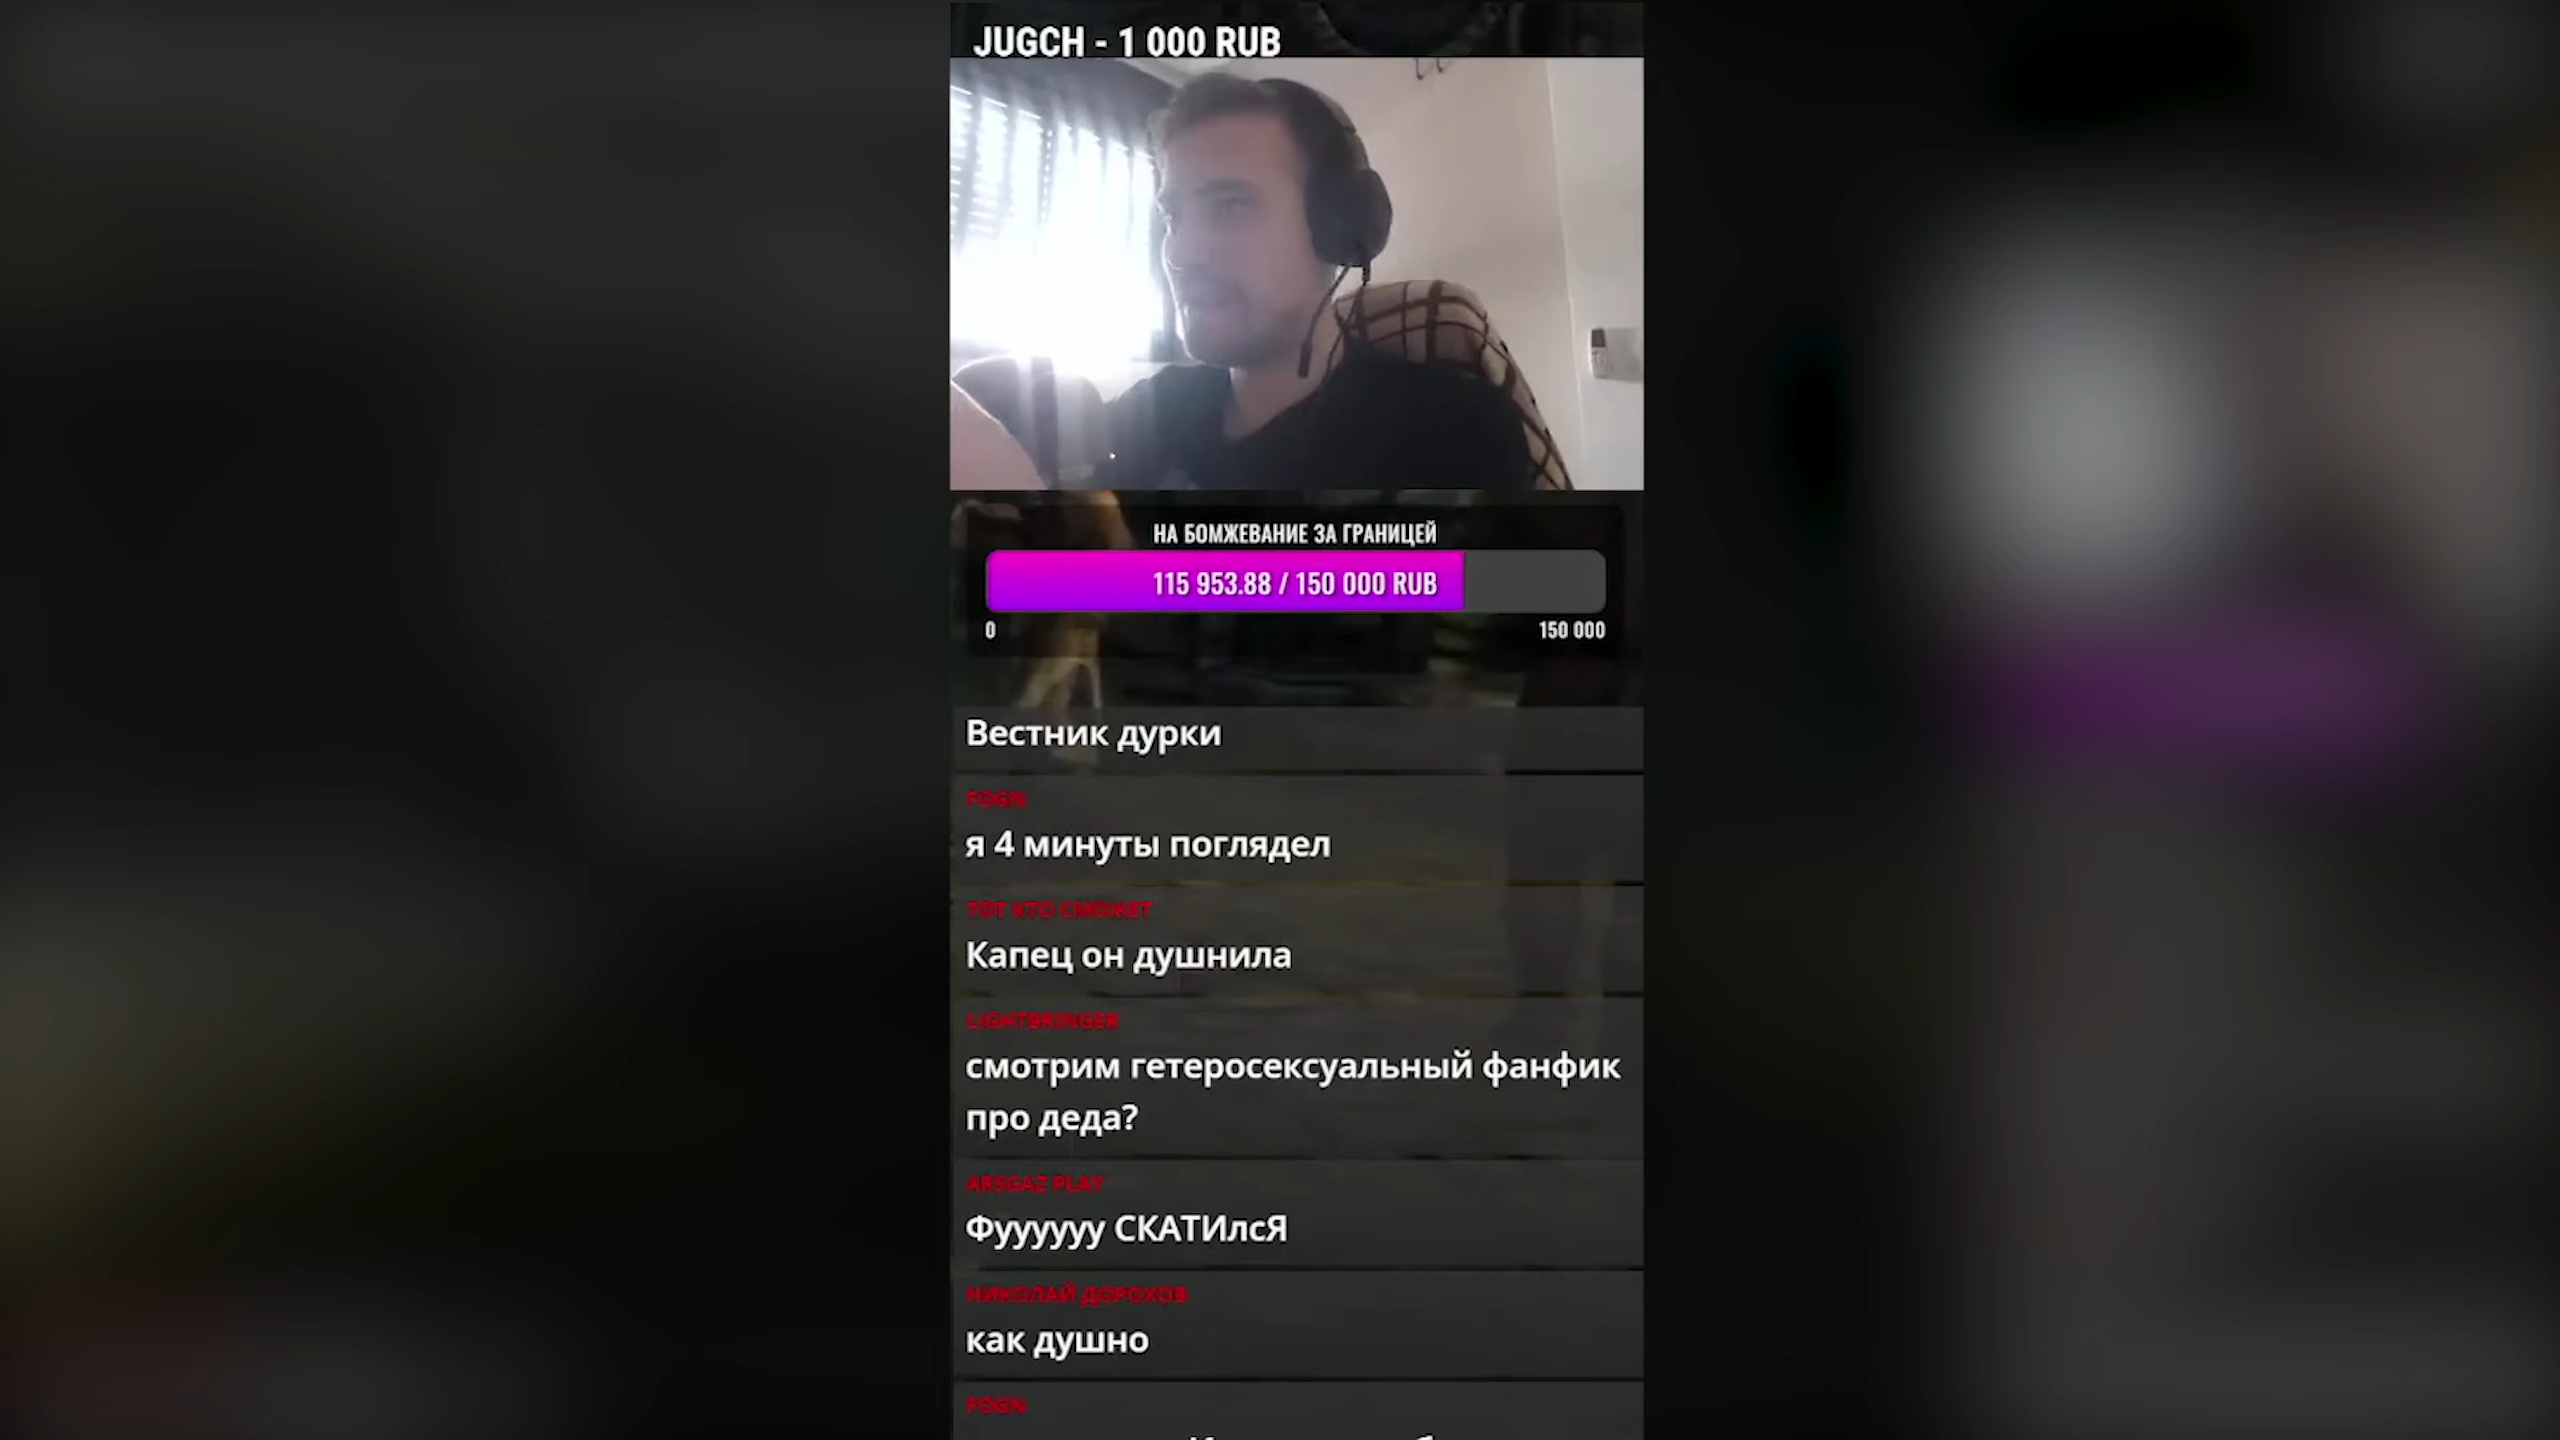 JUGCH - 1 000 RUB
НА БОМЖЕВАНИЕ ЗА ГРАНИЦЕЙ
115 953.88 / 150 000 RUB
0
150 000
Вестник дурки
FOGN
я 4 минуты поглядел
ТОТ КТО СМОЖЕТ
Капец он душнила
LIGHTBRINGER
смотрим гетеросексуальный фанфик
про деда?
ARSGAZ PLAY
Фуууууу СКАТИлсЯ
НИКОЛАЙ ДОРОХОВ
как душно
FOGN